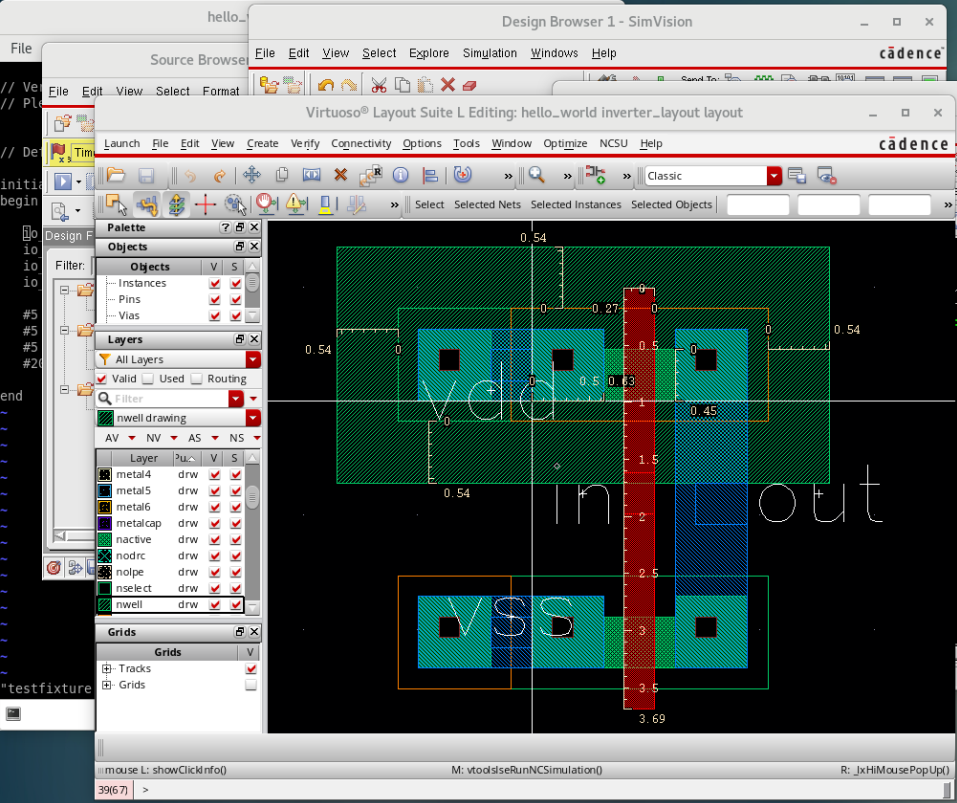 hello_
File
Design Browser 1 - SimVision
Source Browser
File Edit View Select Explore Simulation Windows Help
cādence
File Edit View Select Format
Send To:
// Ver
// Ple
Virtuoso® Layout Suite L Editing: hello_world inverter_layout layout
Launch File Edit View Create Verify Connectivity Options Tools Window Optimize NCSU Help
cādence
// Def
initia
begin
io_
io_
io_
io_
#5
#5
#5
#20
end
"testfixture
Design F
Filter:
Classic
Select Selected Nets Selected Instances Selected Objects
Palette
Objects
Objects V S
Instances
Pins
Vias
Layers
All Layers
Valid Used Routing
Filter
nwell drawing
AV NV AS NS
Layer Pu.. V S
metal4 drw
metal5 drw
metal6 drw
metalcap drw
nactive drw
nodrc drw
nolpe drw
nselect drw
nwell drw
Grids
Grids V
Tracks
Grids
0.54
0 0.27 0 0
0.54 0 0 0.54
0.5 0
0 0.5 0.63
vdd
1 0.45
0
1.5
0.54
in out
2
2.5
vss
3
3.5
3.69
mouse L: showClickInfo() M: vtoolsIseRunNCSimulation() R: _lxHiMousePopUp()
39(67) >